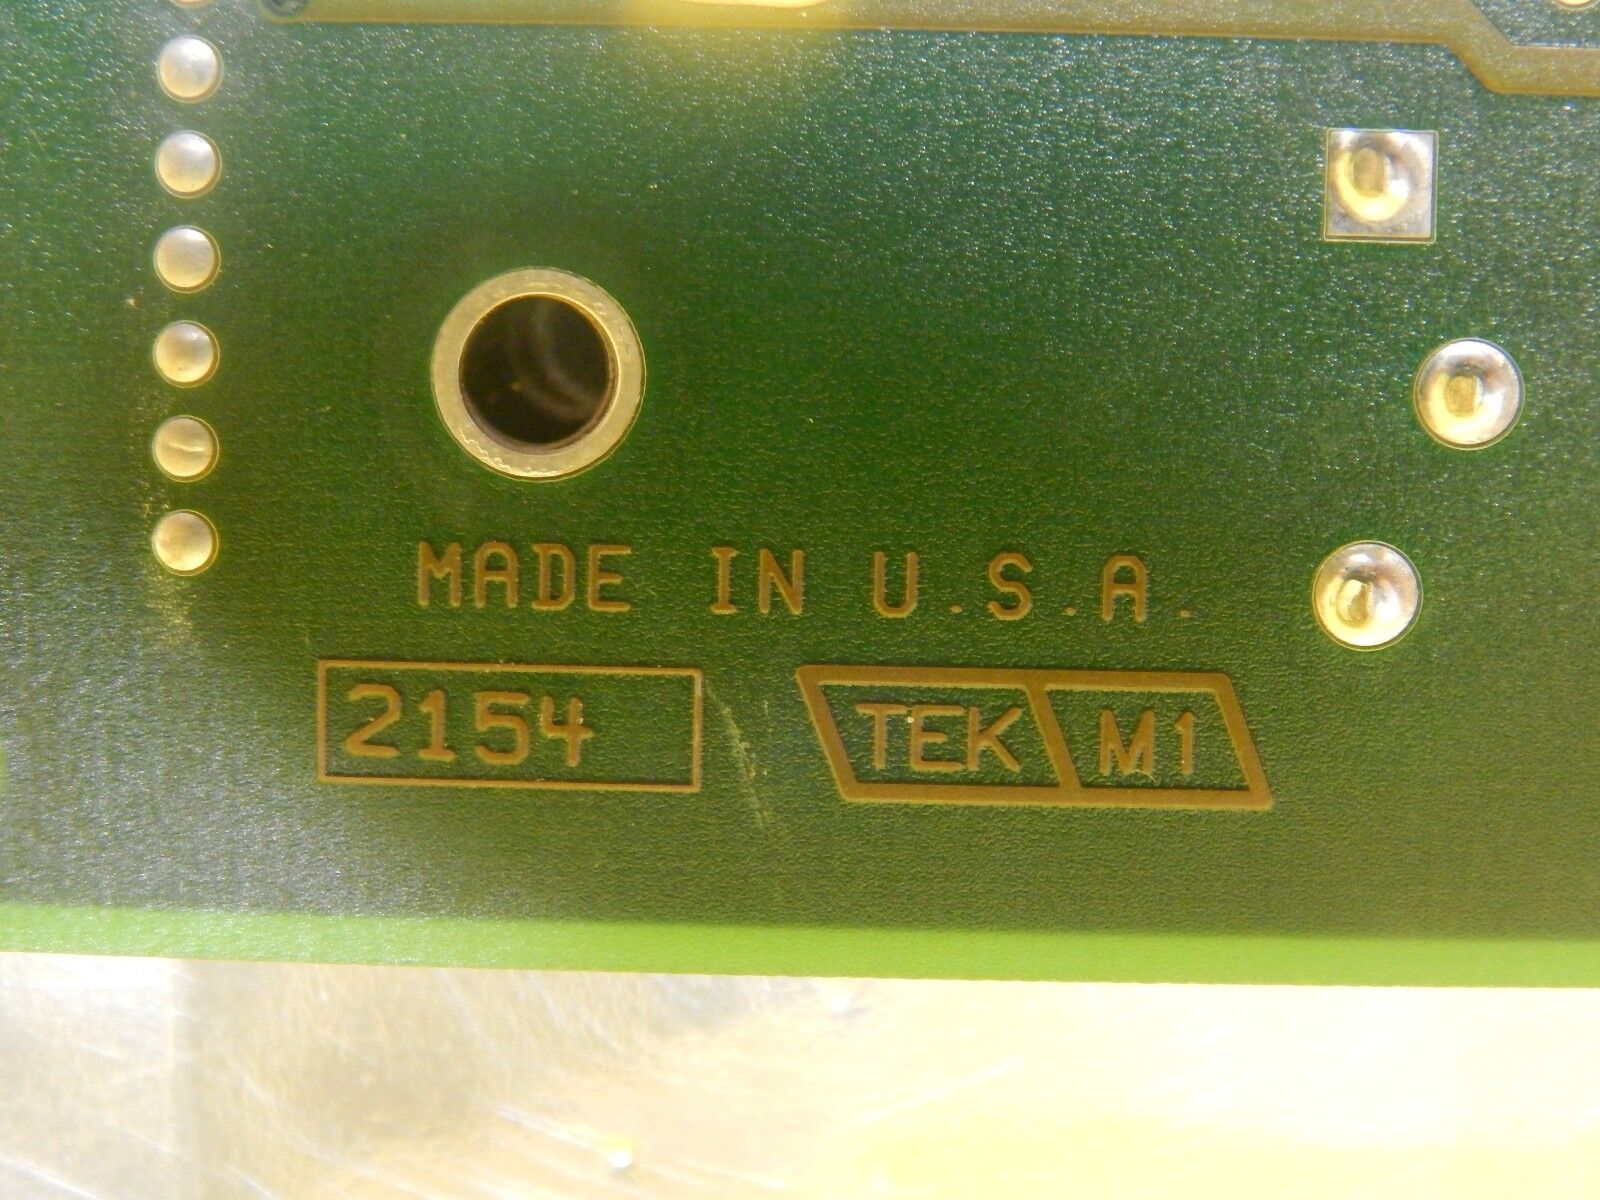 MADE IN U.S.A.
2154 TEK M1